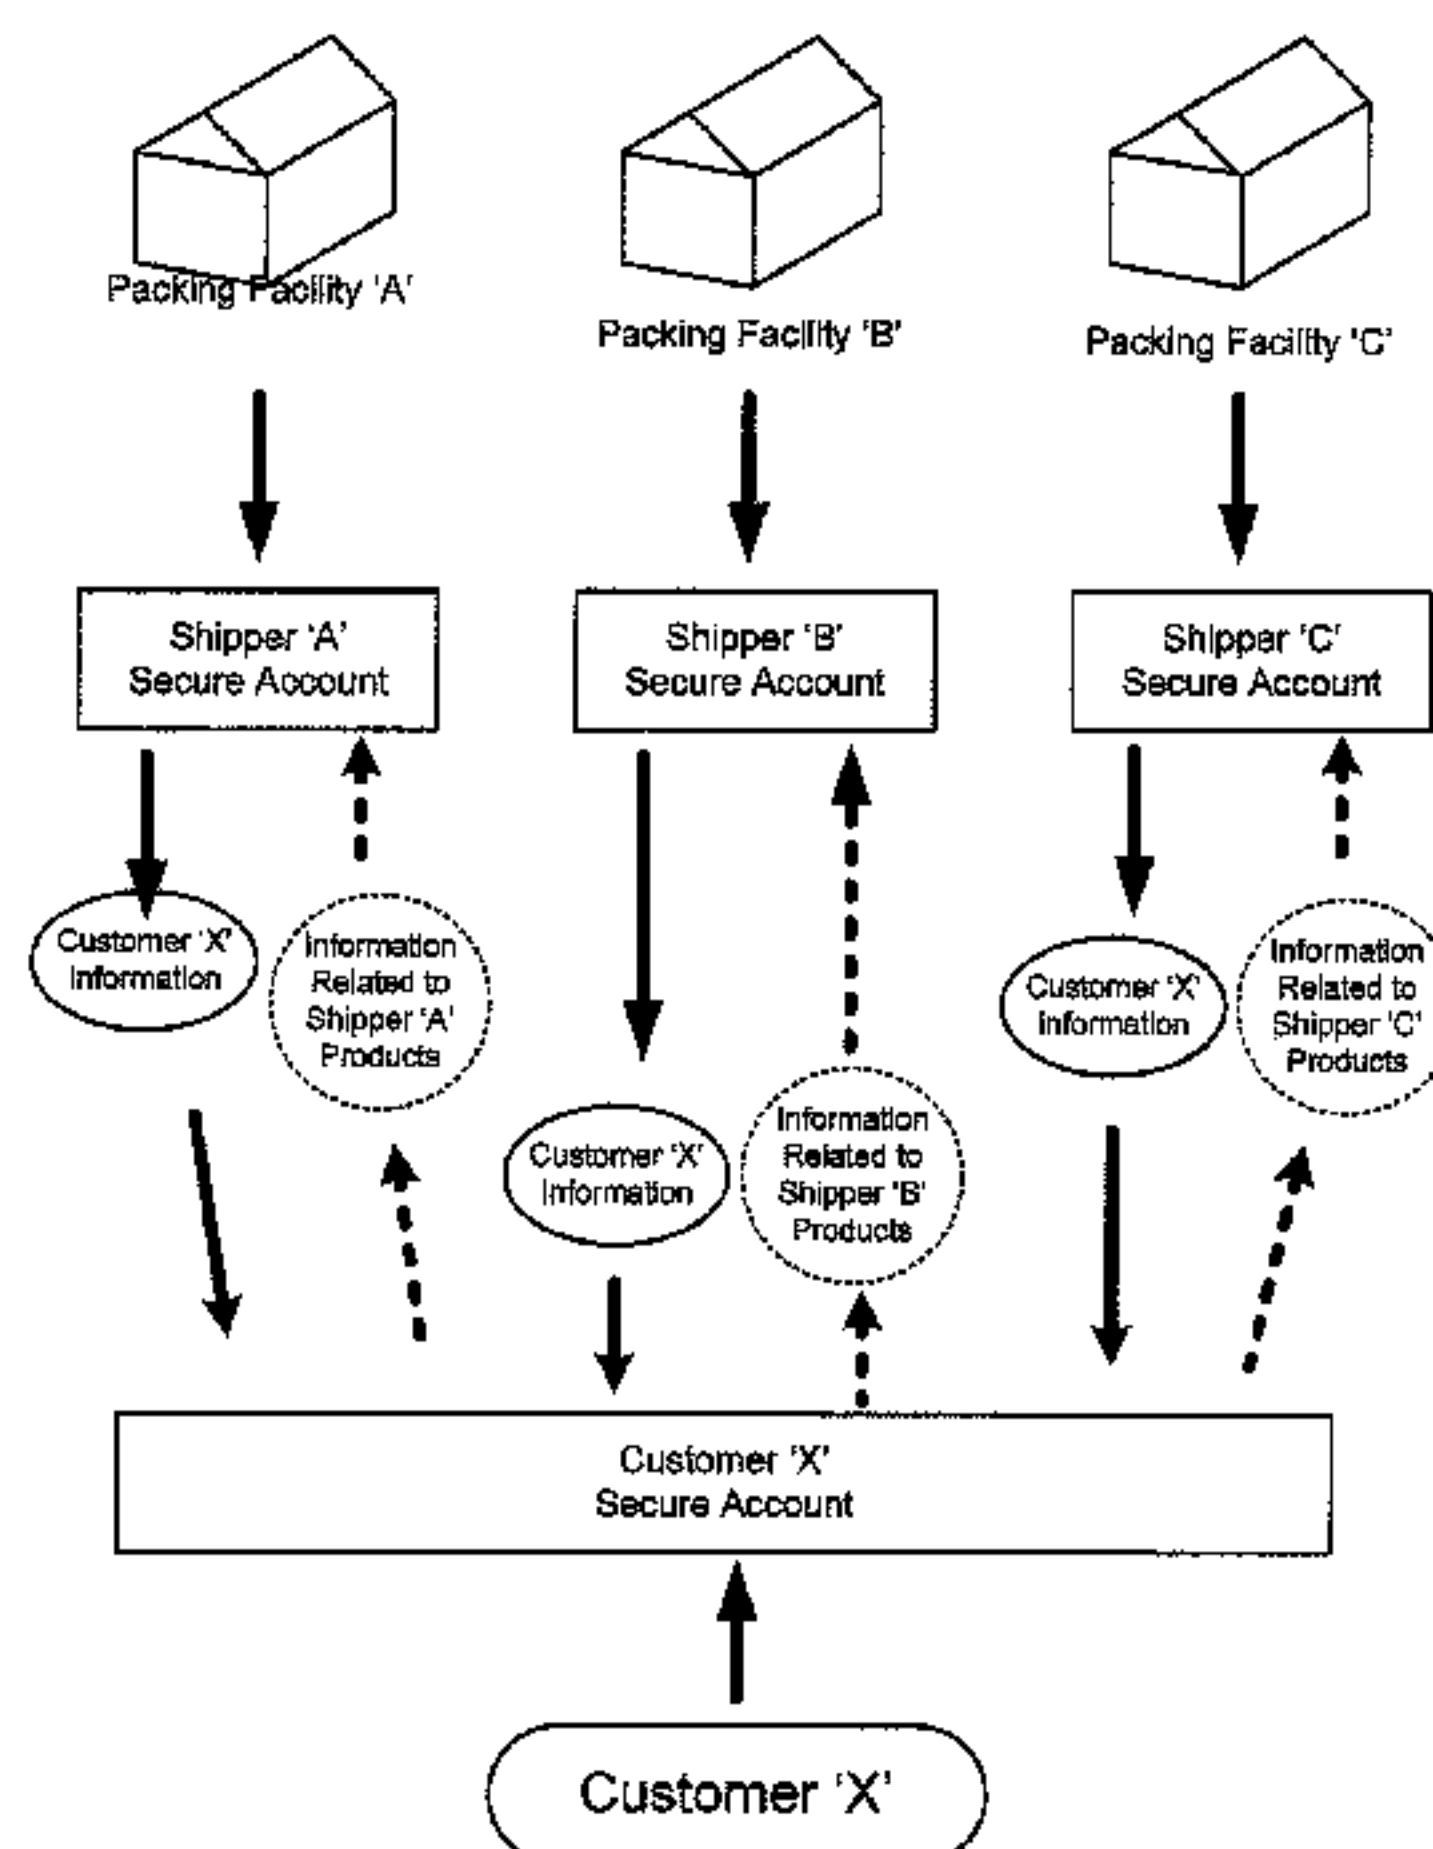 Packing Facility 'A'
Packing Facility 'B'
Packing Facility 'C'
Shipper 'A'
Secure Account
Shipper 'B'
Secure Account
Shipper 'C'
Secure Account
Customer 'X'
Information
Information
Related to
Shipper 'A'
Products
Customer 'X'
Information
Information
Related to
Shipper 'B'
Products
Customer 'X'
Information
Information
Related to
Shipper 'C'
Products
Customer 'X'
Secure Account
Customer 'X'